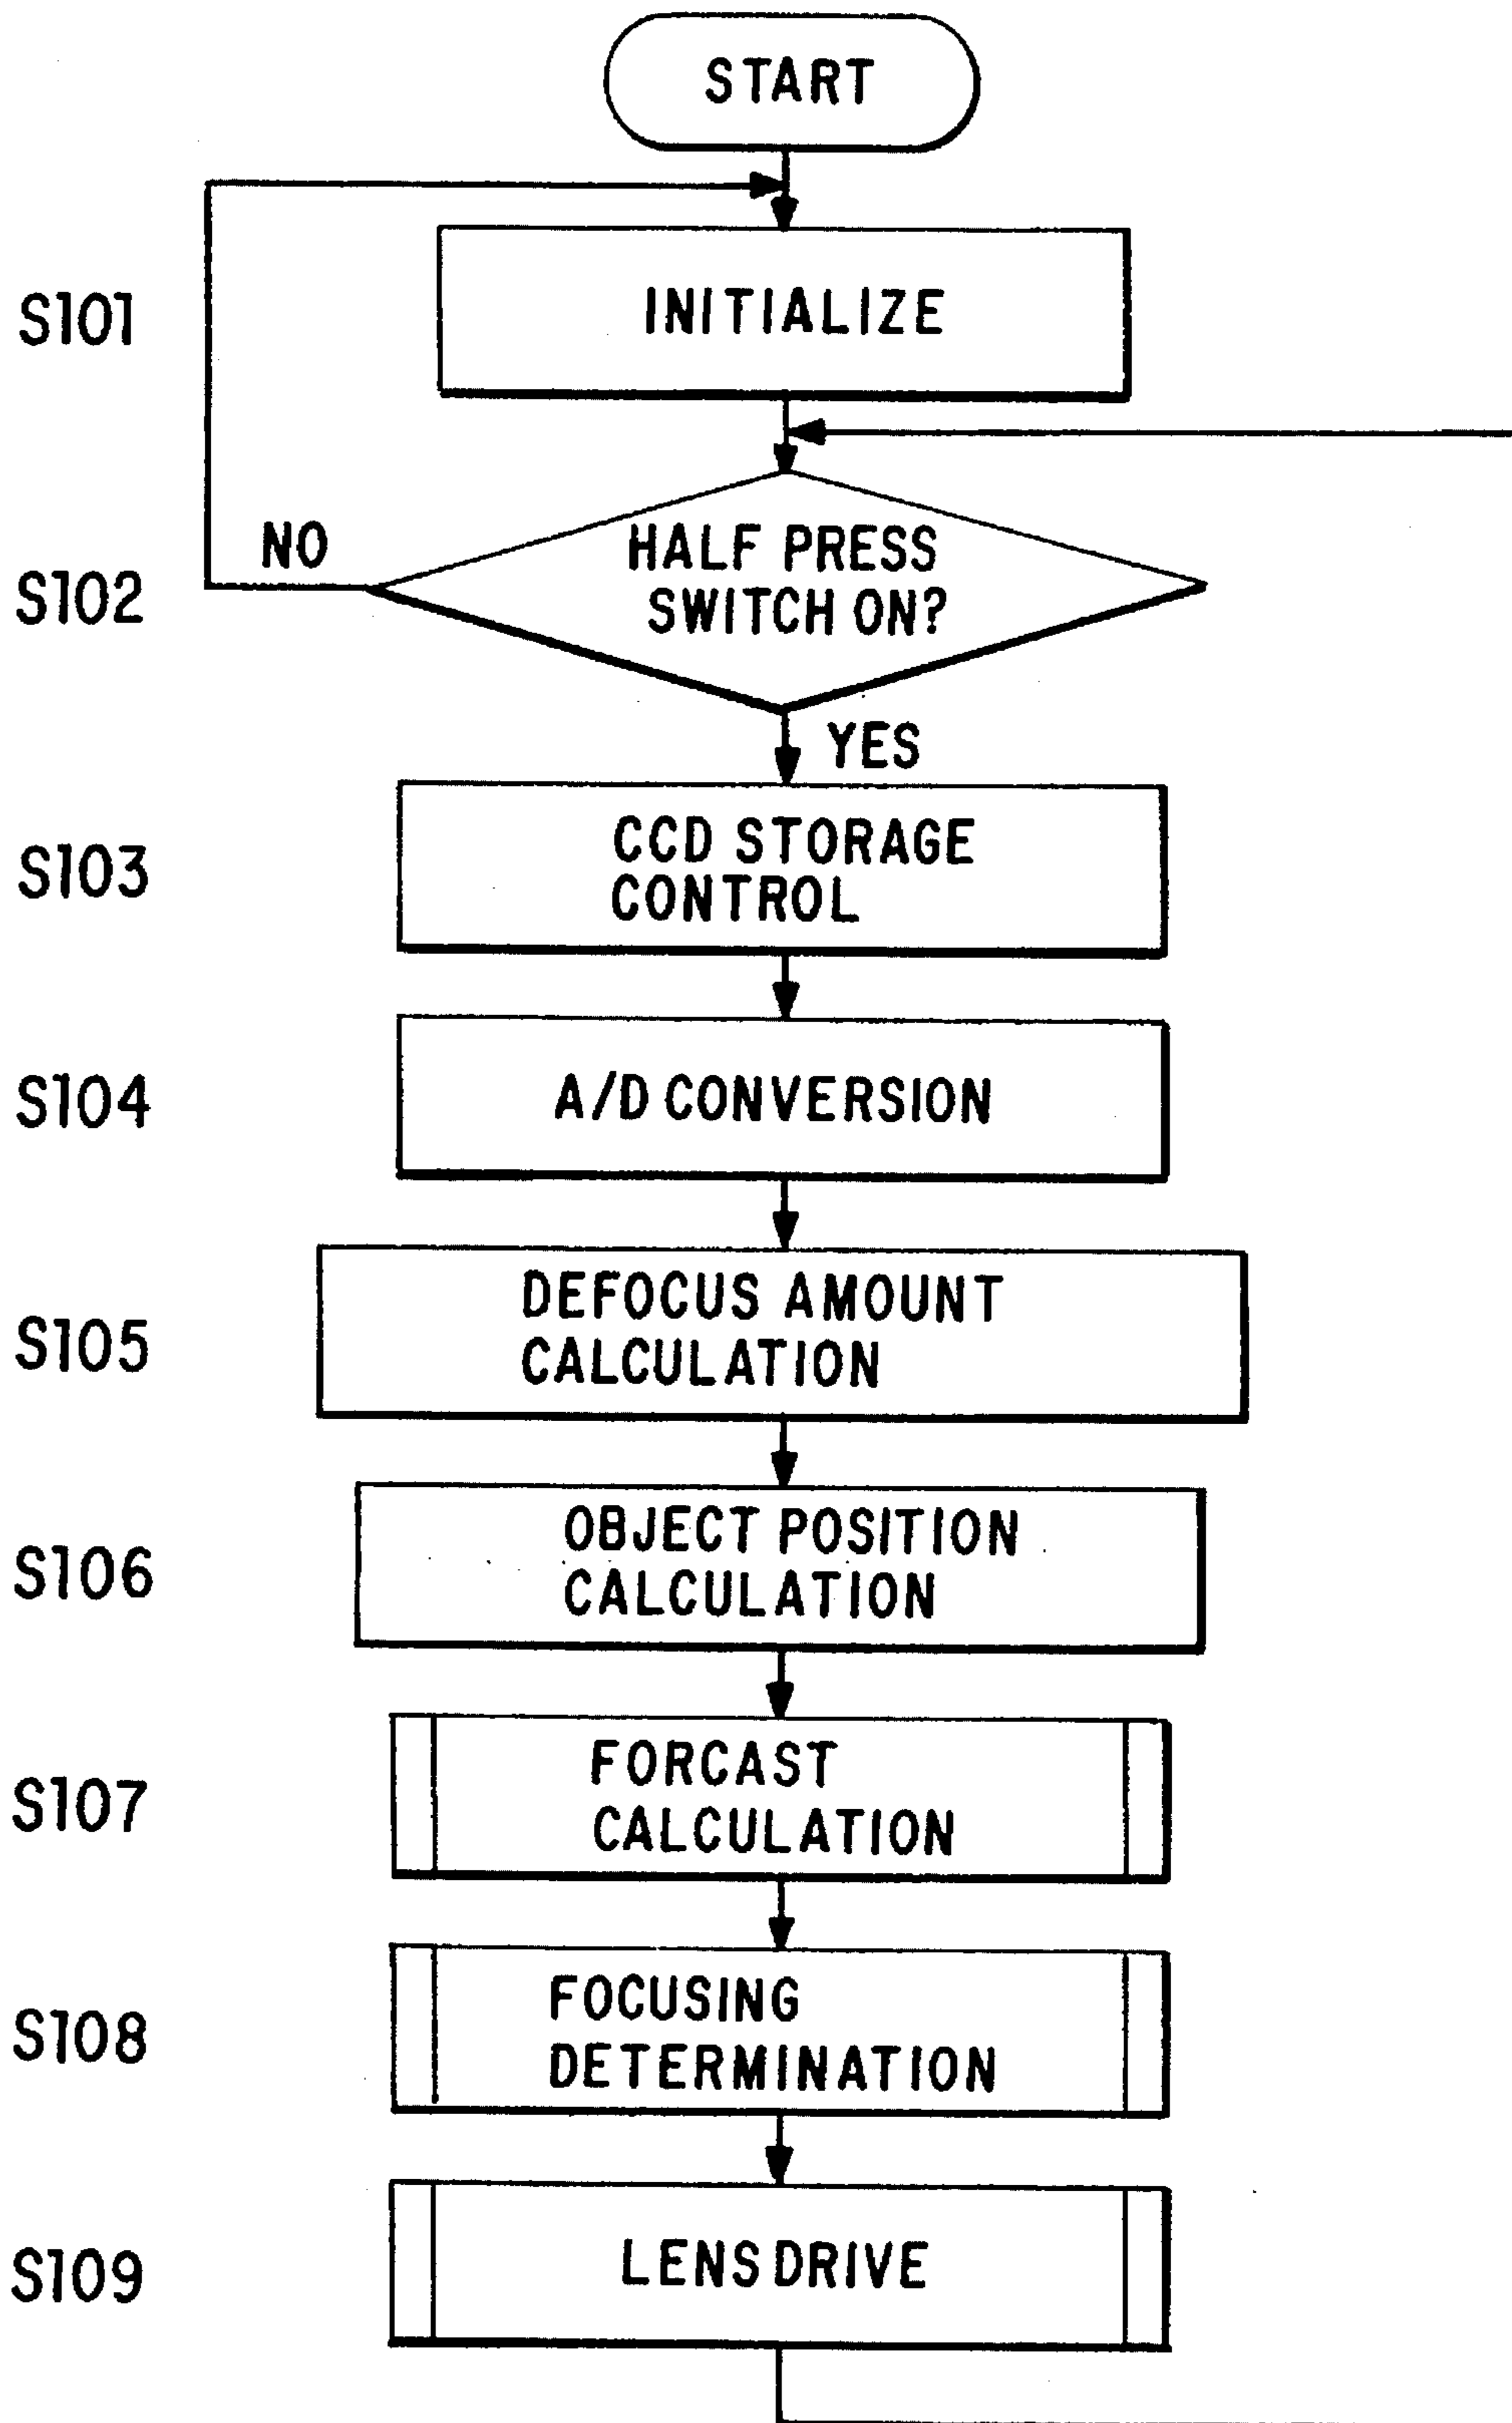 START
S101
INITIALIZE
NO
S102
HALF PRESS
SWITCH ON?
YES
S103
CCD STORAGE
CONTROL
S104
A/D CONVERSION
S105
DEFOCUS AMOUNT
CALCULATION
S106
OBJECT POSITION
CALCULATION
S107
FORCAST
CALCULATION
S108
FOCUSING
DETERMINATION
S109
LENS DRIVE